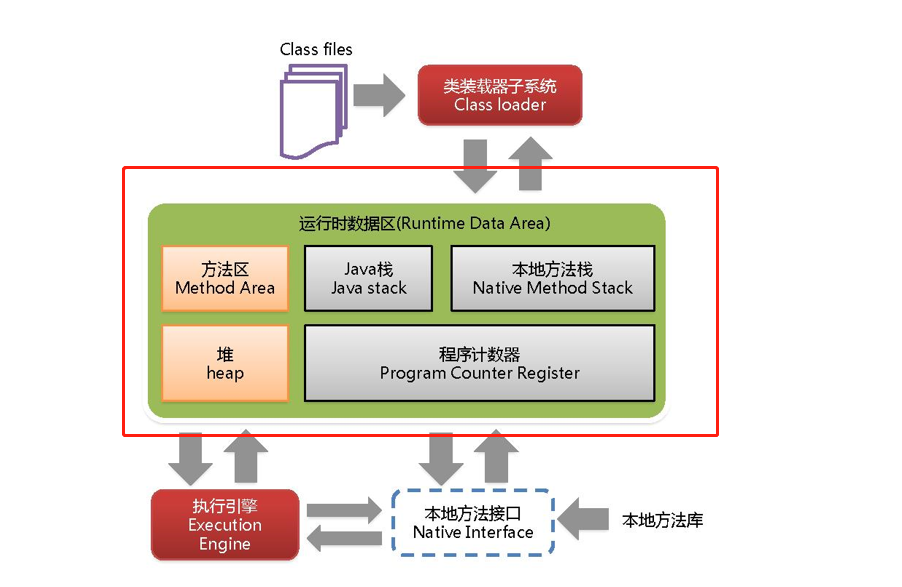 Class files
类装载器子系统
Class loader
运行时数据区(Runtime Data Area)
方法区
Method Area
Java栈
Java stack
本地方法栈
Native Method Stack
堆
heap
程序计数器
Program Counter Register
执行引擎
Execution
Engine
本地方法接口
Native Interface
本地方法库